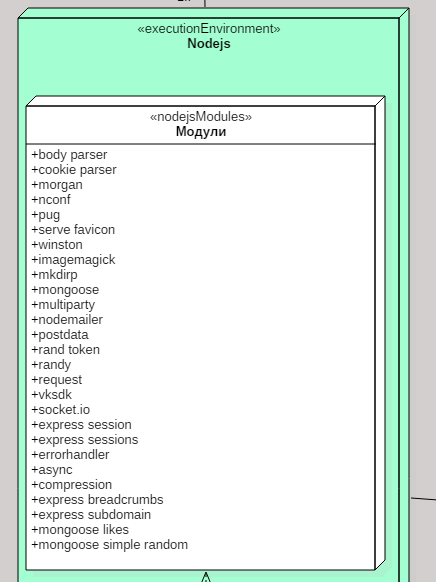 «executionEnvironment»
Nodejs
«nodejsModules»
Модули
+body parser
+cookie parser
+morgan
+nconf
+pug
+serve favicon
+winston
+imagemagick
+mkdirp
+mongoose
+multiparty
+nodemailer
+postdata
+rand token
+randy
+request
+vksdk
+socket.io
+express session
+express sessions
+errorhandler
+async
+compression
+express breadcrumbs
+express subdomain
+mongoose likes
+mongoose simple random